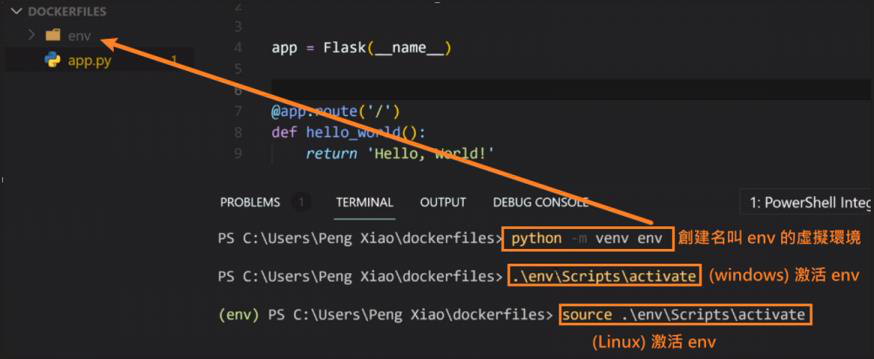 DOCKERFILES
env
app.py 1
2
3
4 app = Flask(__name__)
5
6
7 @app.route('/')
8 def hello_world():
9 return 'Hello, World!'
PROBLEMS 1 TERMINAL OUTPUT DEBUG CONSOLE 1: PowerShell Integ
PS C:\Users\Peng Xiao\dockerfiles> python -m venv env 創建名叫 env 的虛擬環境
PS C:\Users\Peng Xiao\dockerfiles> .\env\Scripts\activate (windows) 激活 env
(env) PS C:\Users\Peng Xiao\dockerfiles> source .\env\Scripts\activate
(Linux) 激活 env